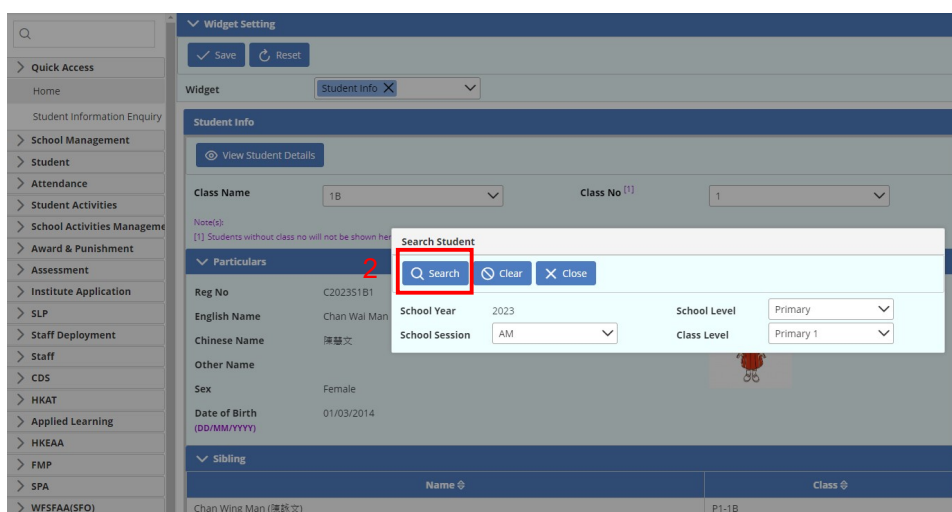 Quick Access
Home
Student Information Enquiry
School Management
Student
Attendance
Student Activities
School Activities Manageme
Award & Punishment
Assessment
Institute Application
SLP
Staff Deployment
Staff
CDS
HKAT
Applied Learning
HKEAA
FMP
SPA
WFSFAA(SFO)
Widget Setting
Save Reset
Widget Student Info
Student Info
View Student Details
Class Name 1B Class No [1] 1
Note(s):
[1] Students without class no will not be shown her
Particulars
Reg No C2023S1B1
English Name Chan Wai Man
Chinese Name 陳慧文
Other Name
Sex Female
Date of Birth 01/03/2014
(DD/MM/YYYY)
Sibling
Name Class
Chan Wing Man (陳詠文) P1-1B
Search Student
2
Search Clear Close
School Year 2023 School Level Primary
School Session AM Class Level Primary 1